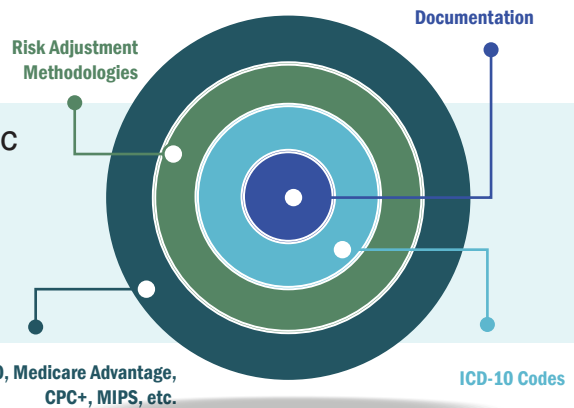 Documentation
Risk Adjustment
Methodologies
C
, Medicare Advantage,
CPC+, MIPS, etc.
ICD-10 Codes